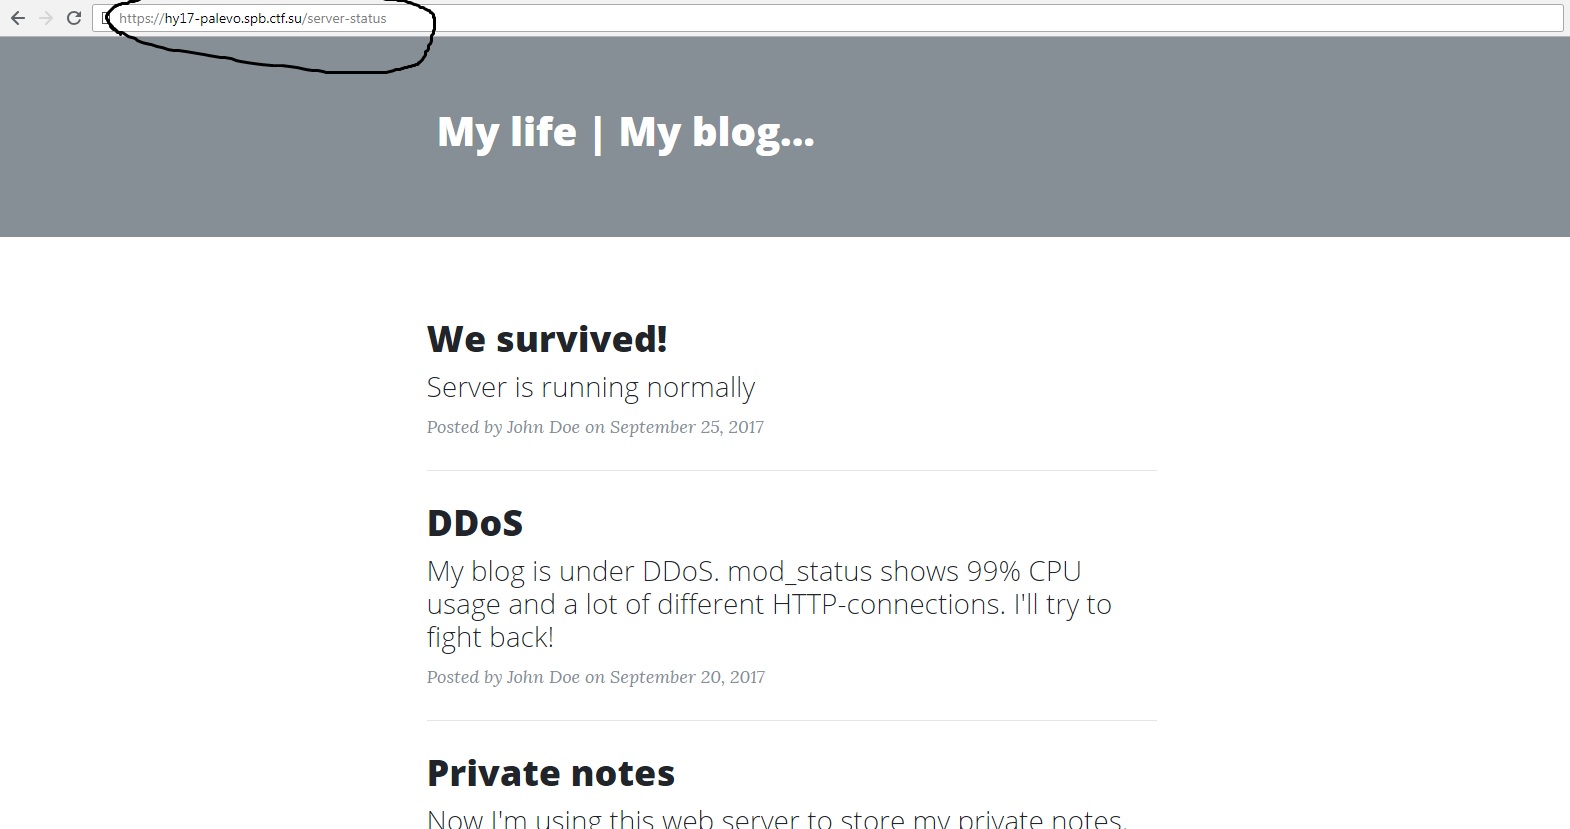 https://hy17-palevo.spb.ctf.su/server-status
My life | My blog...
We survived!
Server is running normally
Posted by John Doe on September 25, 2017
DDoS
My blog is under DDoS. mod_status shows 99% CPU
usage and a lot of different HTTP-connections. I'll try to
fight back!
Posted by John Doe on September 20, 2017
Private notes
Now I'm using this web server to store my private notes.